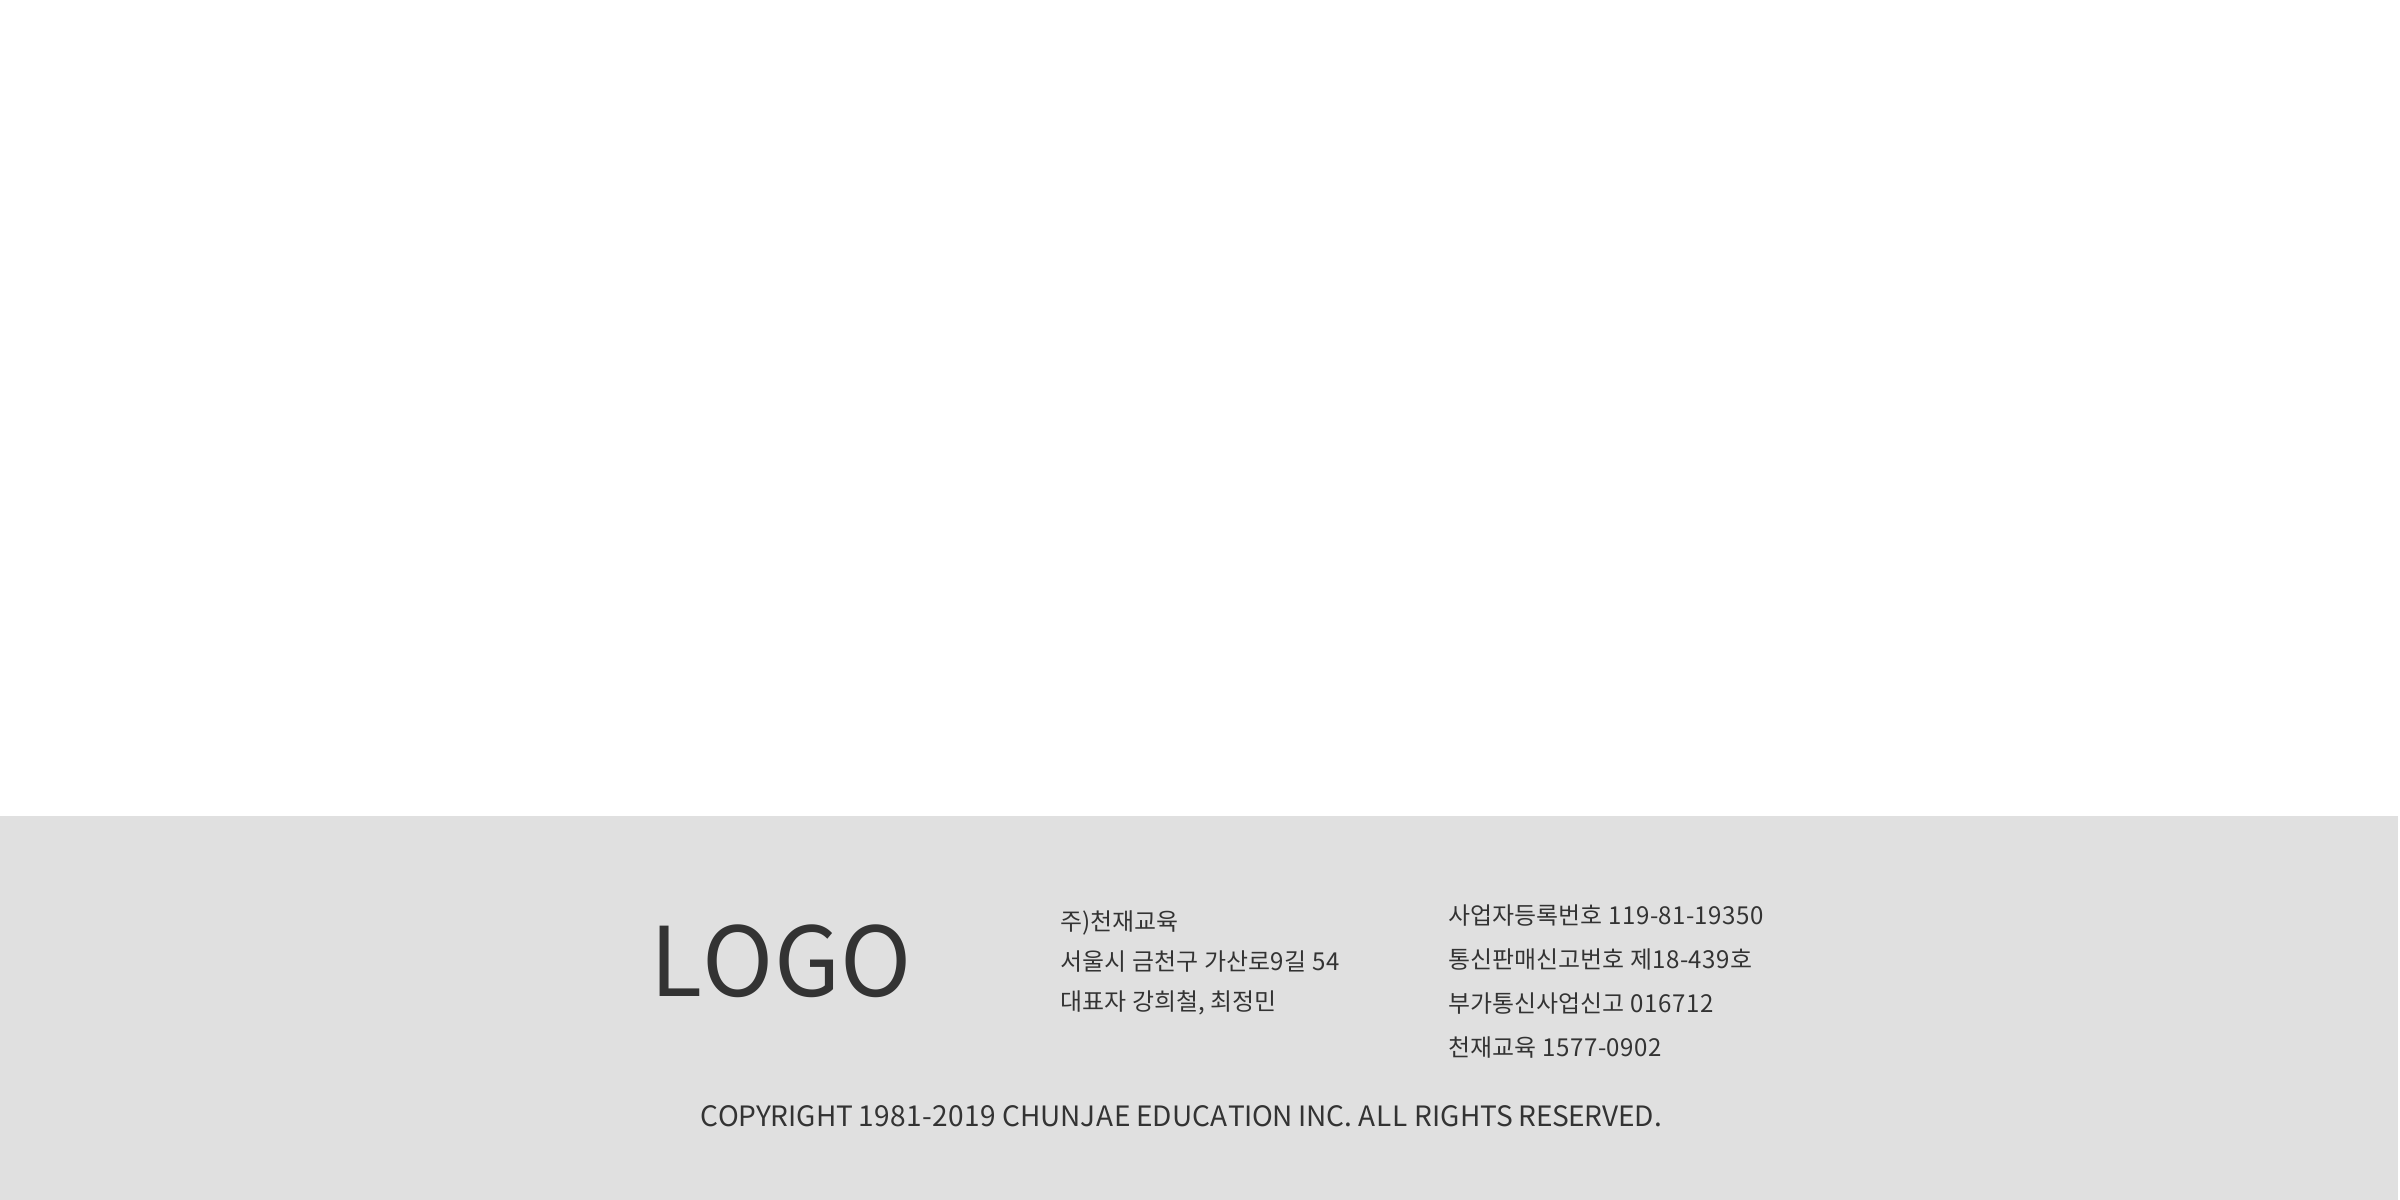 LOGO
주)천재교육
서울시 금천구 가산로9길 54
대표자 강희철, 최정민
사업자등록번호 119-81-19350
통신판매신고번호 제18-439호
부가통신사업신고 016712
천재교육 1577-0902
COPYRIGHT 1981-2019 CHUNJAE EDUCATION INC. ALL RIGHTS RESERVED.